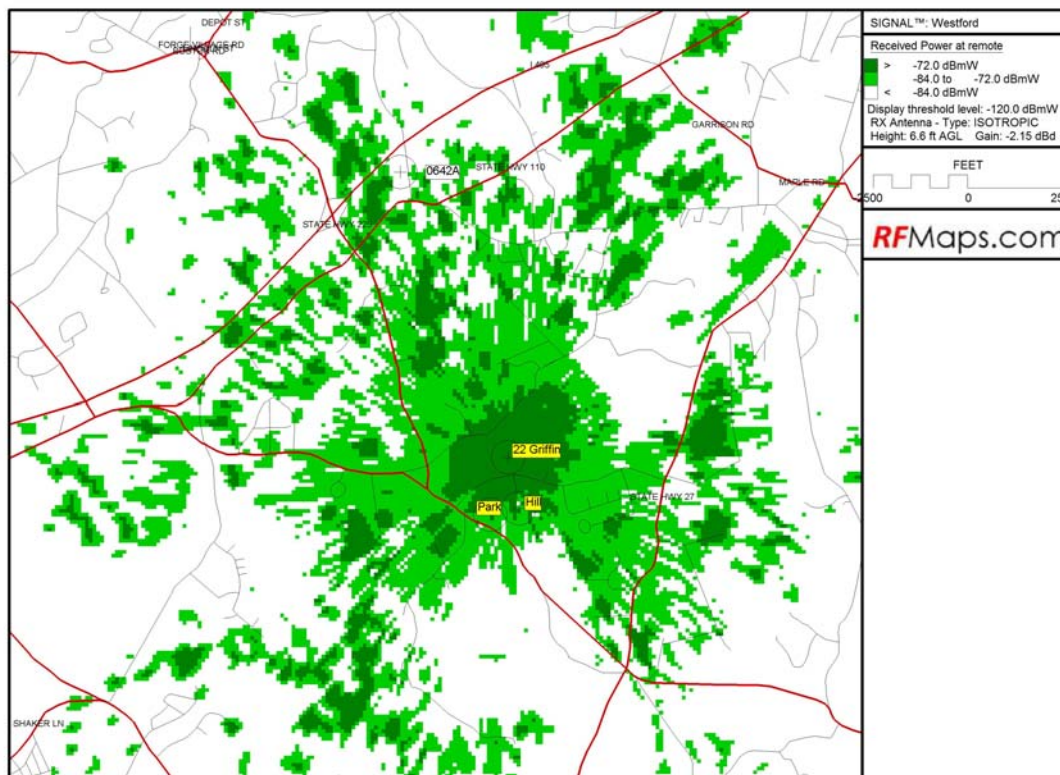 DEPOT ST
FORGE VILLAGE RD
I 495
GARRISON RD
0642A
STATE HWY 110
MAPLE RD
STATE HWY 225
22 Griffin
STATE HWY 27
Park
Hill
SHAKER LN
SIGNAL™: Westford
Received Power at remote
> -72.0 dBmW
-84.0 to -72.0 dBmW
< -84.0 dBmW
Display threshold level: -120.0 dBmW
RX Antenna - Type: ISOTROPIC
Height: 6.6 ft AGL Gain: -2.15 dBd
FEET
2500 0 25
RFMaps.com